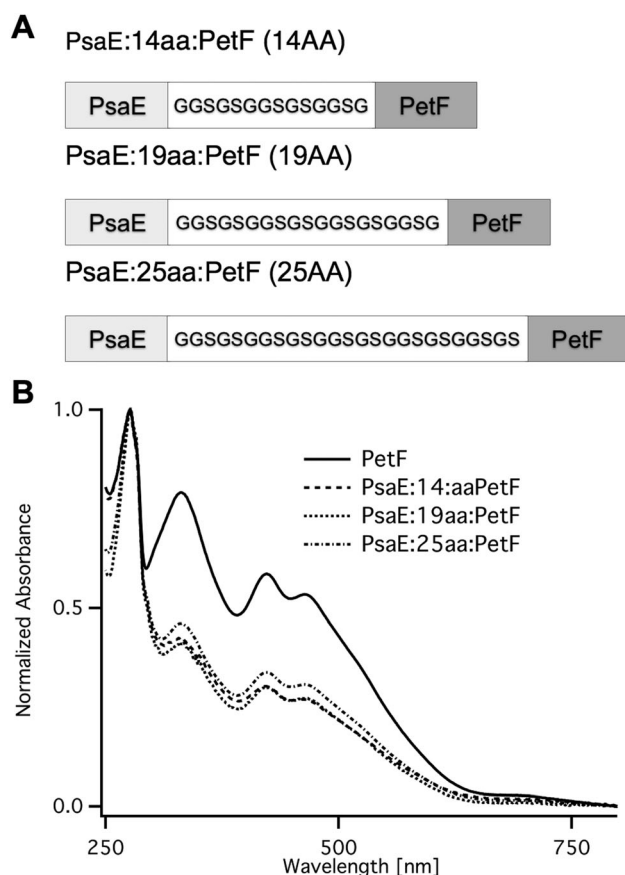 A
PsaE:14aa:PetF (14AA)
PsaE GGSGSGGSGSGGSG PetF
PsaE:19aa:PetF (19AA)
PsaE GGSGSGGSGSGGSGSGGSG PetF
PsaE:25aa:PetF (25AA)
PsaE GGSGSGGSGSGGSGSGGSGSGGSGS PetF
B
1.0
0.5
0.0
Normalized Absorbance
PetF
PsaE:14:aaPetF
PsaE:19aa:PetF
PsaE:25aa:PetF
250 500 750
Wavelength [nm]